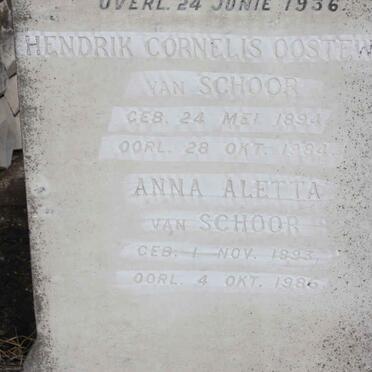 OVERL. 24 JUNIE 1936.
HENDRIK CORNELIS OOSTEW
VAN SCHOOR
GEB. 24 MEI 1894
OORL. 28 OKT. 1984
ANNA ALETTA
VAN SCHOOR
GEB. 1 NOV. 1893,
OORL. 4 OKT. 1986